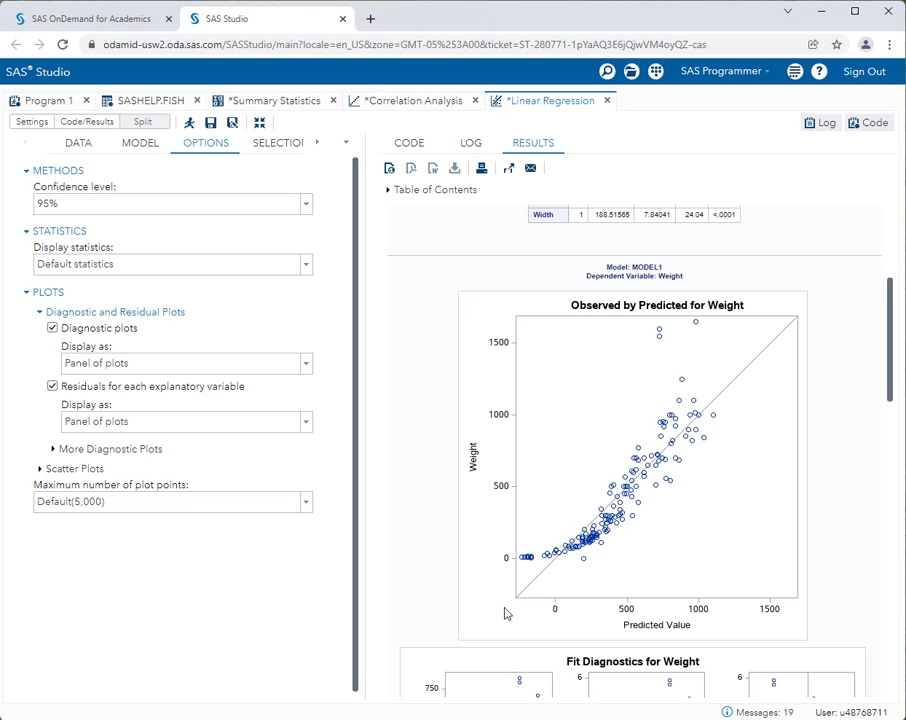 SAS OnDemand for Academics
SAS Studio
odamid-usw2.oda.sas.com/SASStudio/main?locale=en_US&zone=GMT-05%253A00&ticket=ST-280771-1pYaAQ3E6jQjwVM4oyQZ-cas
SAS® Studio
SAS Programmer
Sign Out
Program 1
SASHELP.FISH
*Summary Statistics
*Correlation Analysis
*Linear Regression
Settings
Code/Results
Split
Log
Code
DATA
MODEL
OPTIONS
SELECTIO
CODE
LOG
RESULTS
METHODS
Confidence level:
95%
STATISTICS
Display statistics:
Default statistics
PLOTS
Diagnostic and Residual Plots
Diagnostic plots
Display as:
Panel of plots
Residuals for each explanatory variable
Display as:
Panel of plots
More Diagnostic Plots
Scatter Plots
Maximum number of plot points:
Default(5,000)
Table of Contents
Width 1 188.51565 7.84041 24.04 <.0001
Model: MODEL1
Dependent Variable: Weight
Observed by Predicted for Weight
1500
1000
500
0
Weight
0 500 1000 1500
Predicted Value
Fit Diagnostics for Weight
750
6
6
Messages: 19
User: u48768711